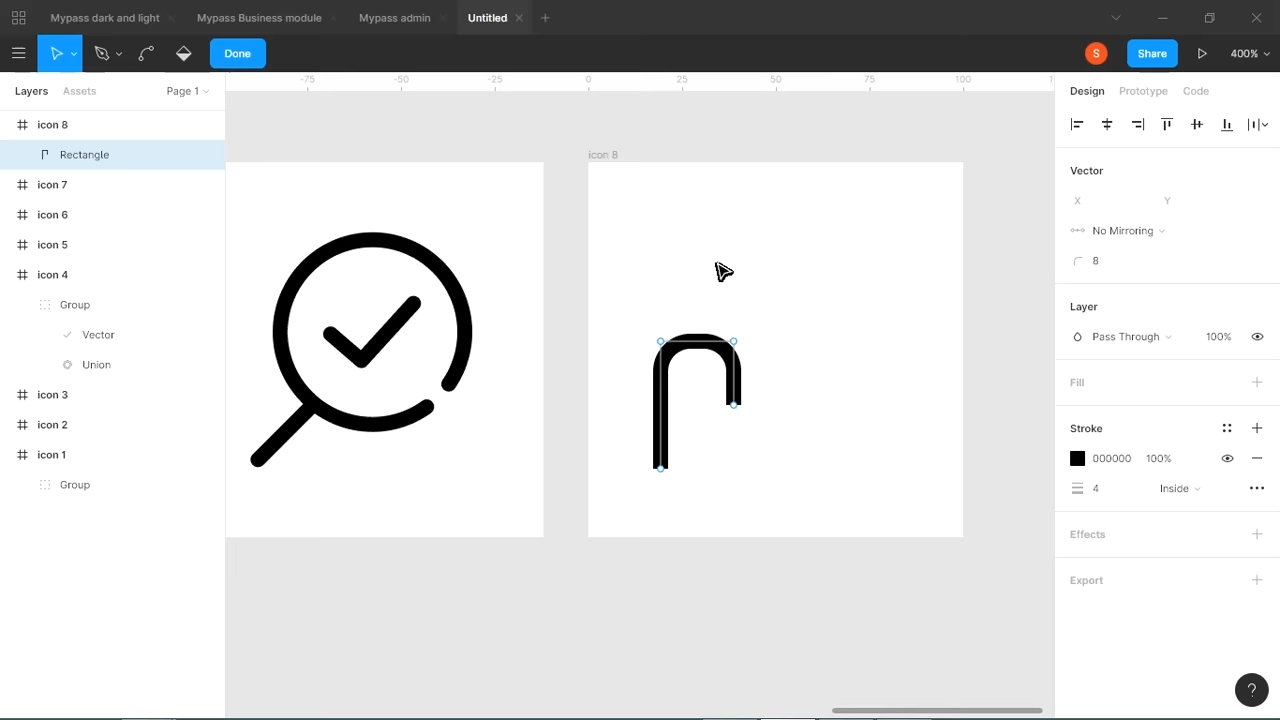 Mypass dark and light
Mypass Business module
Mypass admin
Untitled
Done
S
Share
400%
Layers
Assets
Page 1
-75
-50
-25
0
25
50
75
100
Design
Prototype
Code
icon 8
Rectangle
icon 7
icon 6
icon 5
icon 4
Group
Vector
Union
icon 3
icon 2
icon 1
Group
icon 8
Vector
X
Y
No Mirroring
8
Layer
Pass Through
100%
Fill
Stroke
000000
100%
4
Inside
Effects
Export
?